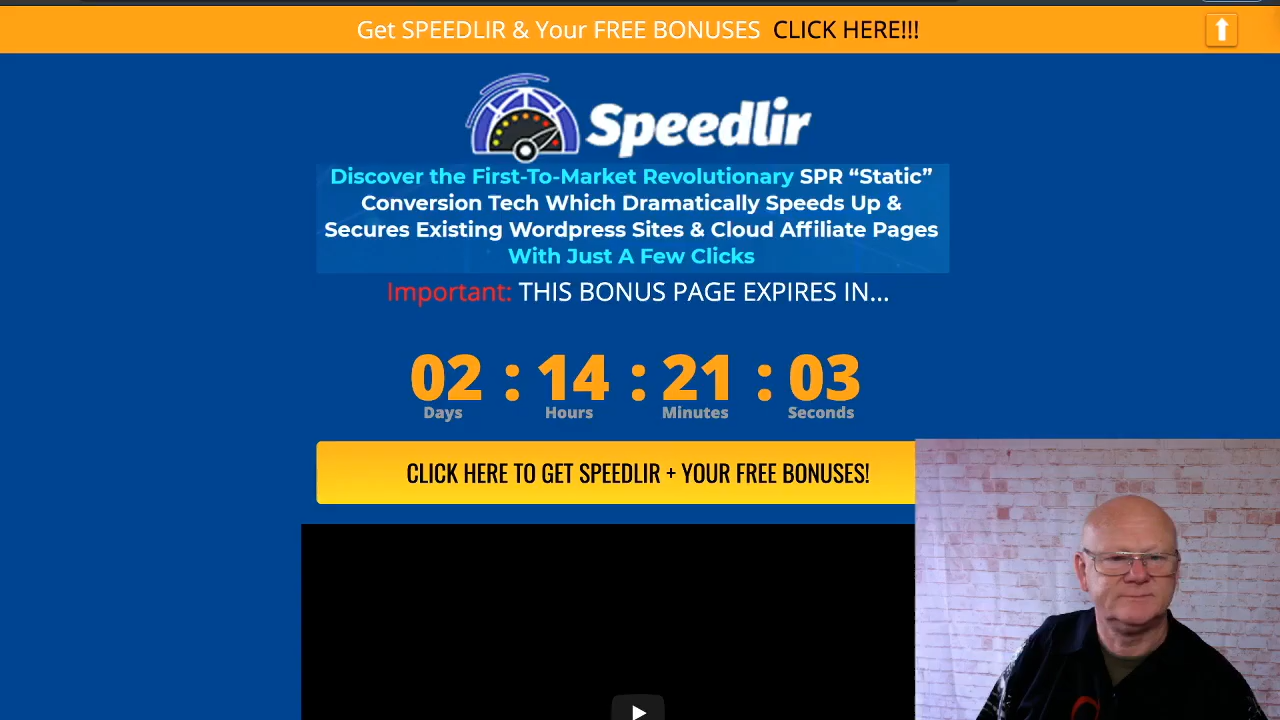 Get SPEEDLIR & Your FREE BONUSES CLICK HERE!!!
Speedlir
Discover the First-To-Market Revolutionary SPR “Static”
Conversion Tech Which Dramatically Speeds Up &
Secures Existing Wordpress Sites & Cloud Affiliate Pages
With Just A Few Clicks
Important: THIS BONUS PAGE EXPIRES IN...
02 : 14 : 21 : 03
Days Hours Minutes Seconds
CLICK HERE TO GET SPEEDLIR + YOUR FREE BONUSES!